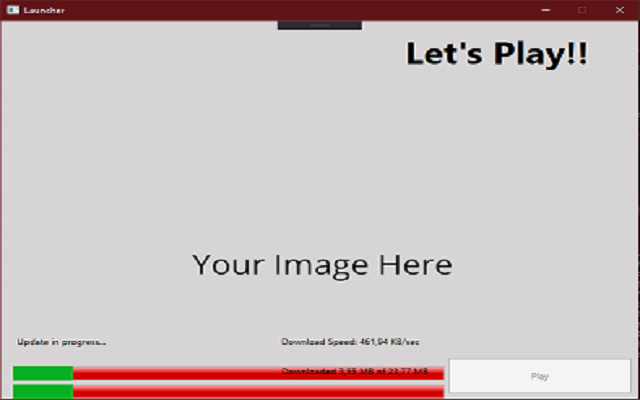 Launcher
Let's Play!!
Your Image Here
Update in progress...
Download Speed: 461,94 KB/sec
Downloaded 3,55 MB of 23,77 MB
Play